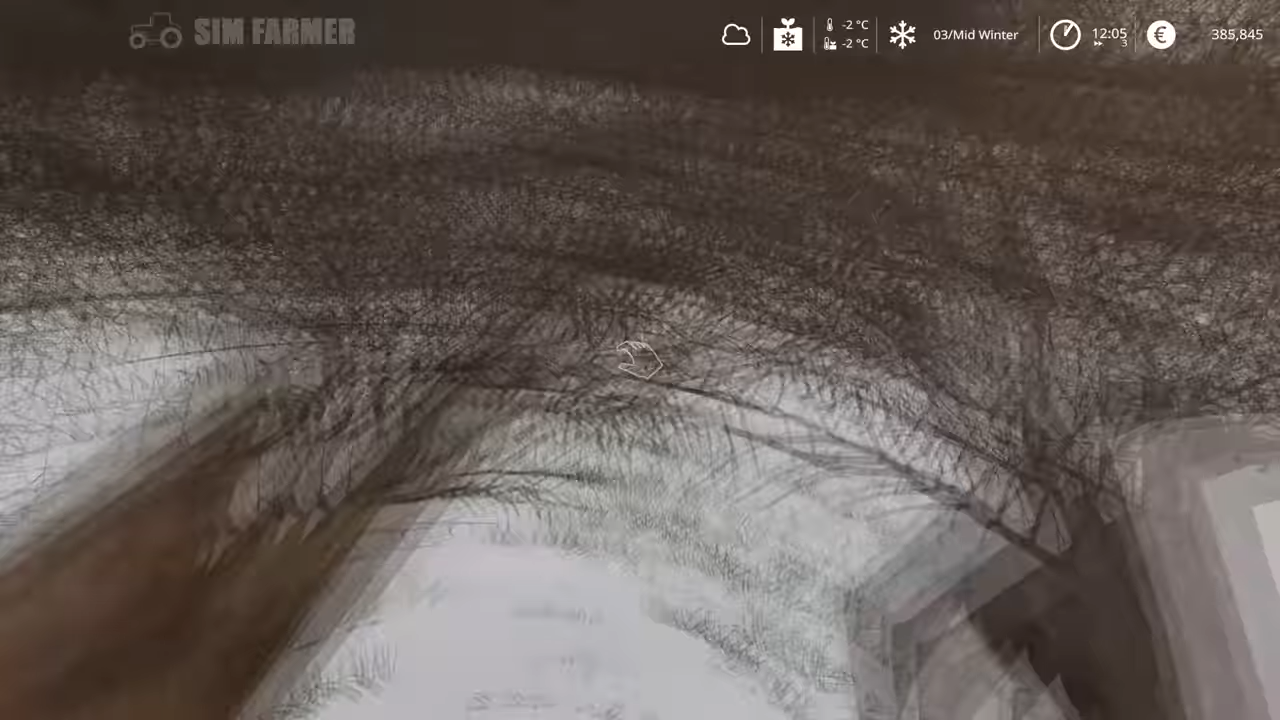 SIM FARMER
-2 °C
-2 °C
03/Mid Winter
12:05
3
385,845